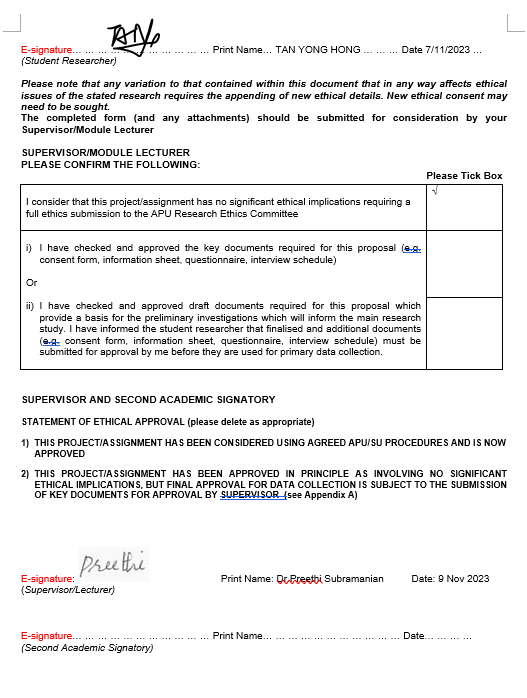 E-signature... ... ... ... ... ... ... ... ... ... Print Name... TAN YONG HONG ... ... ... Date 7/11/2023 ...
(Student Researcher)
Please note that any variation to that contained within this document that in any way affects ethical
issues of the stated research requires the appending of new ethical details. New ethical consent may
need to be sought.
The completed form (and any attachments) should be submitted for consideration by your
Supervisor/Module Lecturer
SUPERVISOR/MODULE LECTURER
PLEASE CONFIRM THE FOLLOWING:
Please Tick Box
I consider that this project/assignment has no significant ethical implications requiring a
full ethics submission to the APU Research Ethics Committee
√
i) I have checked and approved the key documents required for this proposal (e.g.
consent form, information sheet, questionnaire, interview schedule)
Or
ii) I have checked and approved draft documents required for this proposal which
provide a basis for the preliminary investigations which will inform the main research
study. I have informed the student researcher that finalised and additional documents
(e.g. consent form, information sheet, questionnaire, interview schedule) must be
submitted for approval by me before they are used for primary data collection.
SUPERVISOR AND SECOND ACADEMIC SIGNATORY
STATEMENT OF ETHICAL APPROVAL (please delete as appropriate)
1) THIS PROJECT/ASSIGNMENT HAS BEEN CONSIDERED USING AGREED APU/SU PROCEDURES AND IS NOW
APPROVED
2) THIS PROJECT/ASSIGNMENT HAS BEEN APPROVED IN PRINCIPLE AS INVOLVING NO SIGNIFICANT
ETHICAL IMPLICATIONS, BUT FINAL APPROVAL FOR DATA COLLECTION IS SUBJECT TO THE SUBMISSION
OF KEY DOCUMENTS FOR APPROVAL BY SUPERVISOR (see Appendix A)
Preethi
E-signature: Print Name: Dr.Preethi Subramanian Date: 9 Nov 2023
(Supervisor/Lecturer)
E-signature... ... ... ... ... ... ... ... ... ... Print Name... ... ... ... ... ... ... ... ... ... Date... ... ...
(Second Academic Signatory)